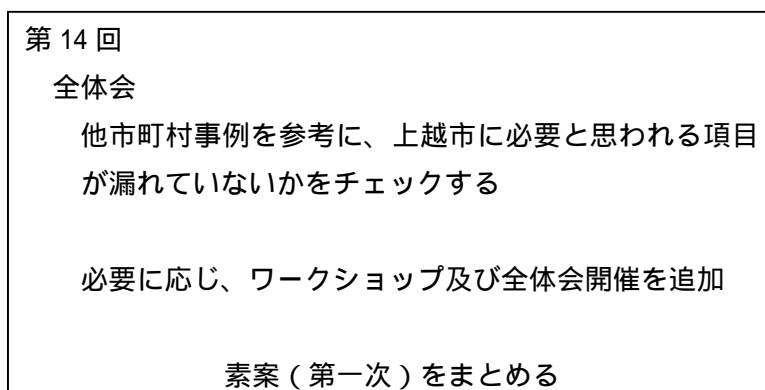 第 14 回
全体会
他市町村事例を参考に、上越市に必要と思われる項目
が漏れていないかをチェックする
必要に応じ、ワークショップ及び全体会開催を追加
素案（第一次）をまとめる